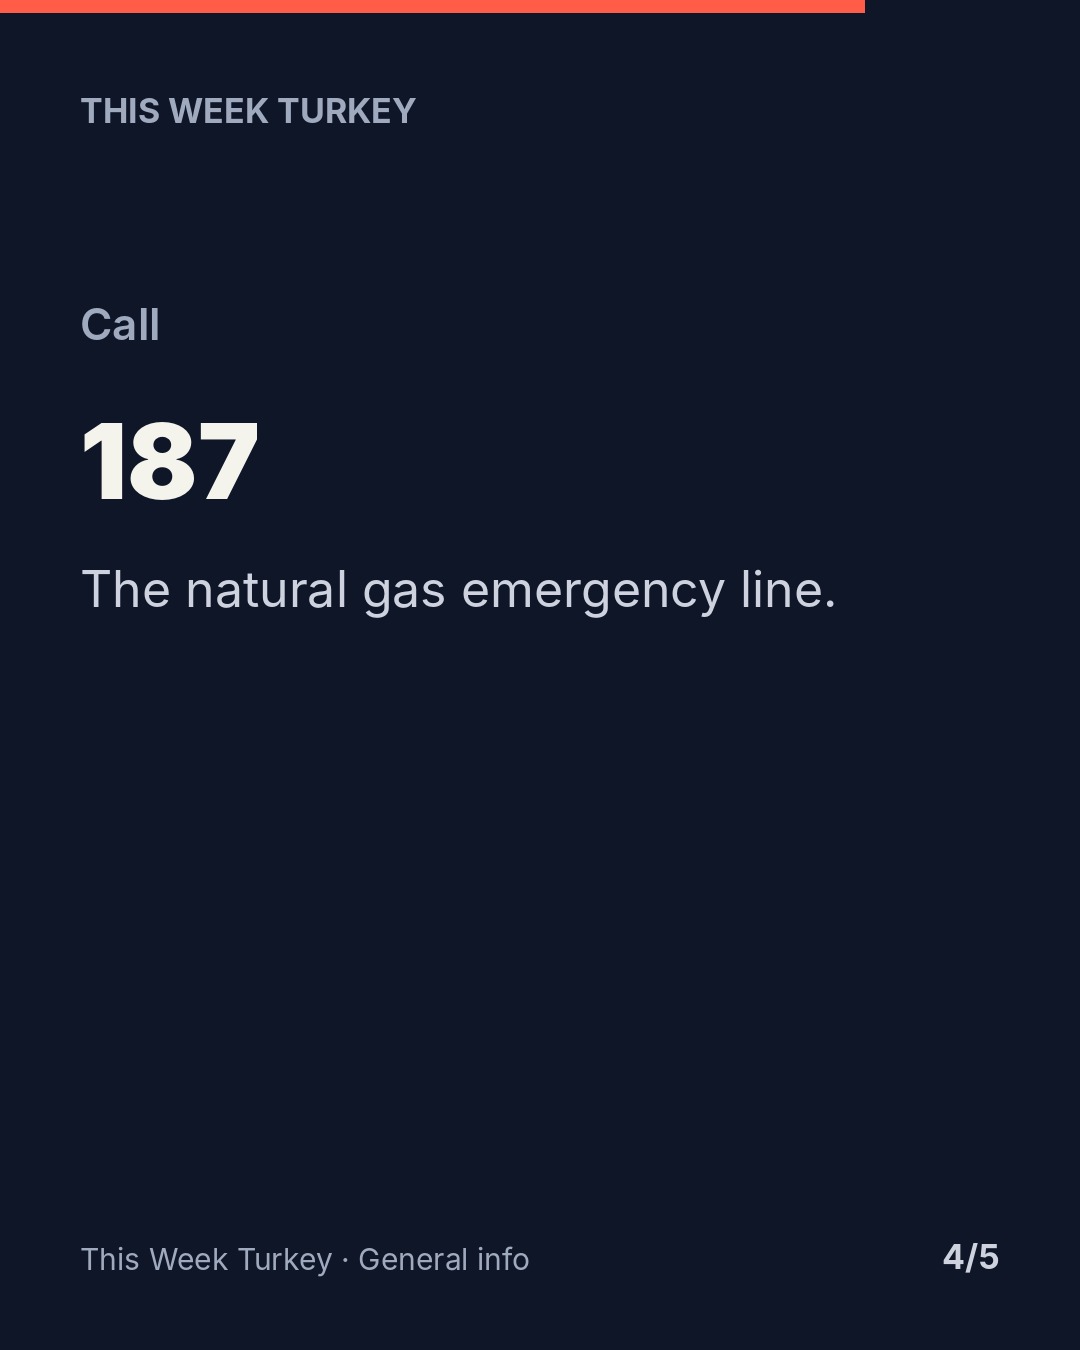 THIS WEEK TURKEY
Call
187
The natural gas emergency line.
This Week Turkey · General info
4/5